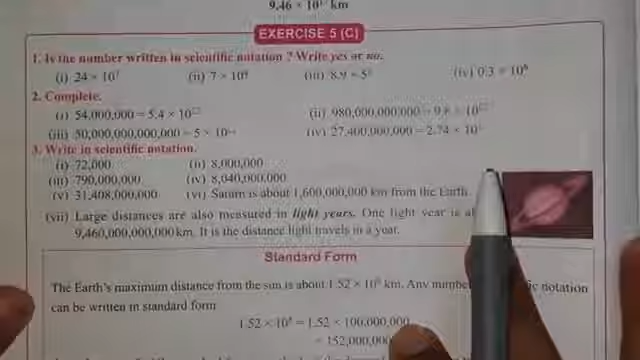 9.46 × 10 km
EXERCISE 5 (C)
1. Is the number written in scientific notation ? Write yes or no.
(i) 24 × 10 (ii) 7 × 10 (iii) 8.9 × 5 (iv) 0.3 × 10
2. Complete.
(i) 54,000,000 = 5.4 × 10 (ii) 980,000,000,000 = 9.8 × 10
(iii) 50,000,000,000,000 = 5 × 10 (iv) 27,400,000,000 = 2.74 × 10
3. Write in scientific notation.
(i) 72,000 (ii) 8,000,000
(iii) 790,000,000 (iv) 8,040,000,000
(v) 31,408,000,000 (vi) Saturn is about 1,600,000,000 km from the Earth.
(vii) Large distances are also measured in light years. One light year is
9,460,000,000,000 km. It is the distance light travels in a year.
Standard Form
The Earth's maximum distance from the sun is about 1.52 × 10⁸ km. Any notation
can be written in standard form
1.52 × 10⁸ = 1.52 × 100,000,000
= 152,000,000